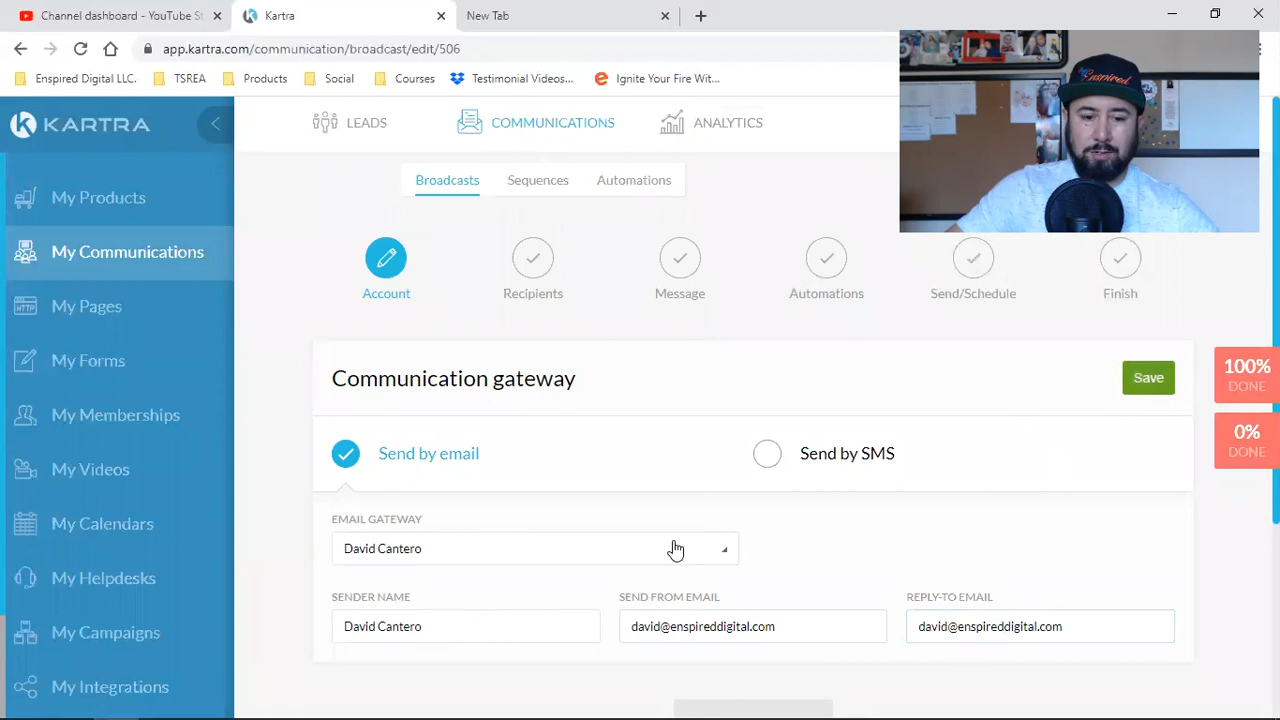 Channel dashboard - YouTube St
Kartra
New Tab
app.kartra.com/communication/broadcast/edit/506
Enspired Digital LLC.
TSREA
Products
Social
Courses
Testimonial Videos...
Ignite Your Fire Wit...
KARTRA
LEADS
COMMUNICATIONS
ANALYTICS
Broadcasts
Sequences
Automations
My Products
My Communications
My Pages
My Forms
My Memberships
My Videos
My Calendars
My Helpdesks
My Campaigns
My Integrations
Account
Recipients
Message
Automations
Send/Schedule
Finish
Communication gateway
Save
100%
DONE
0%
DONE
Send by email
Send by SMS
EMAIL GATEWAY
David Cantero
SENDER NAME
SEND FROM EMAIL
REPLY-TO EMAIL
David Cantero
david@enspireddigital.com
david@enspireddigital.com
Enspired